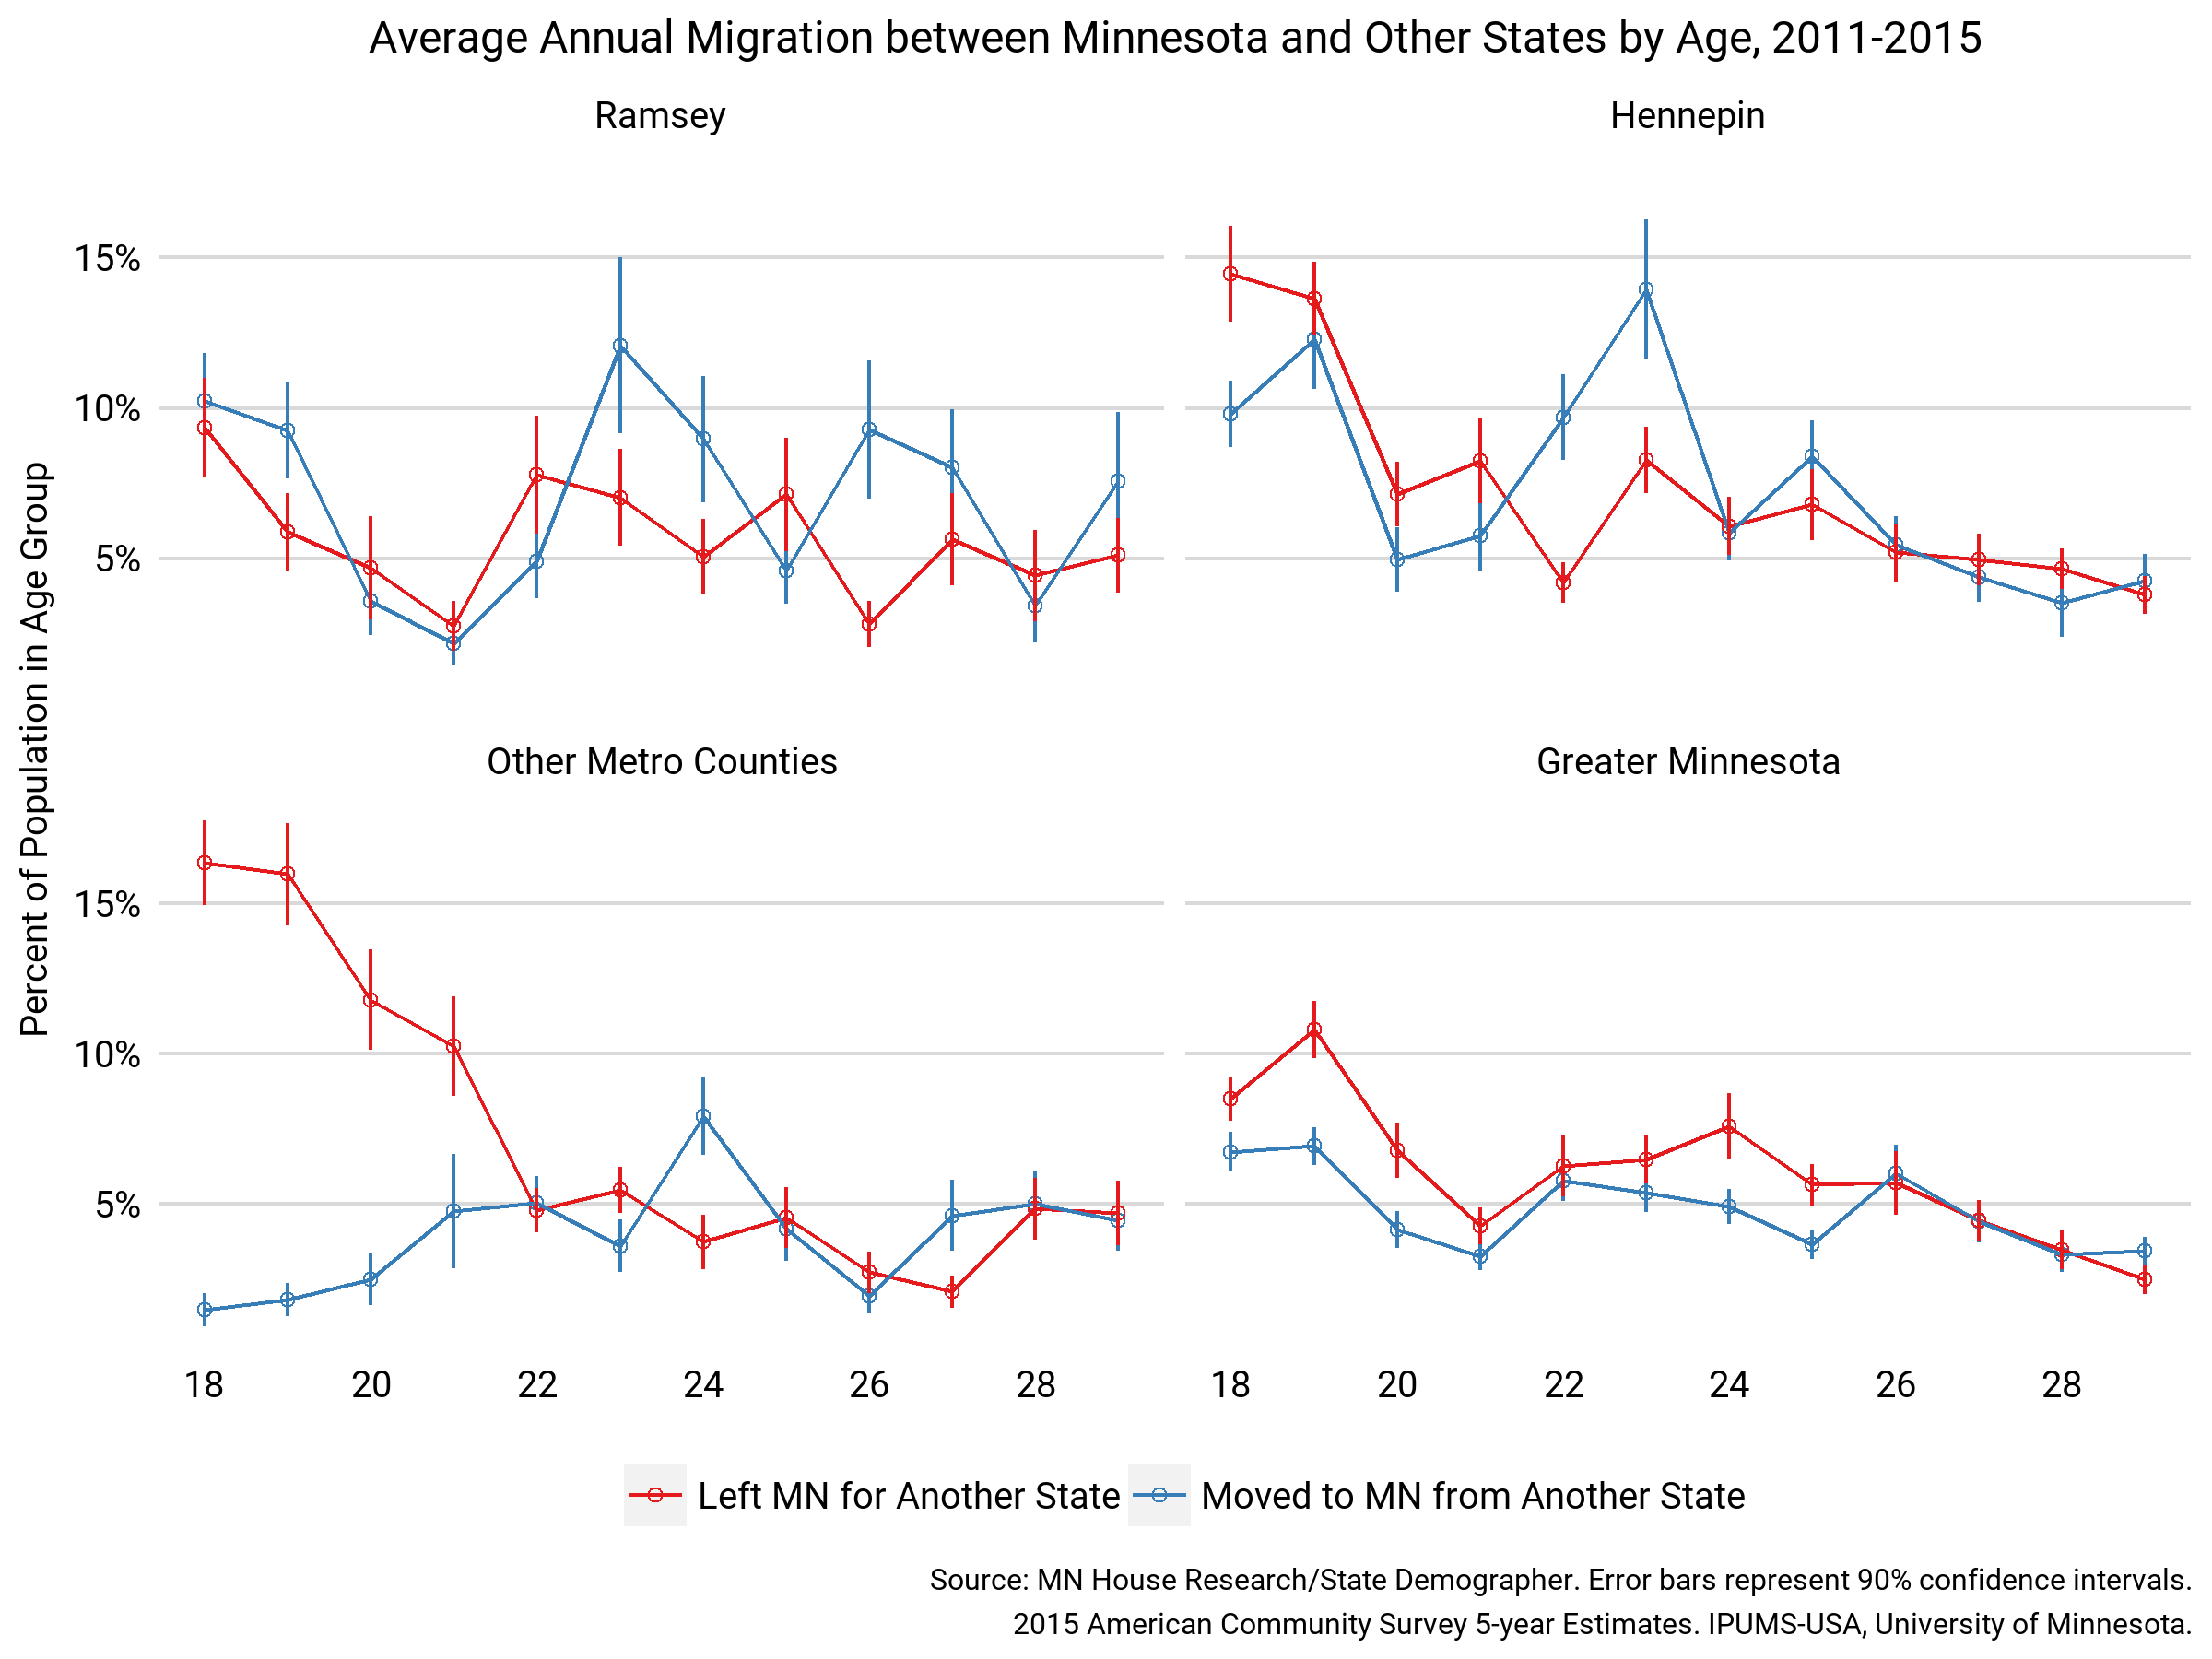 Average Annual Migration between Minnesota and Other States by Age, 2011-2015
Ramsey
Hennepin
Percent of Population in Age Group
15%
10%
5%
Other Metro Counties
Greater Minnesota
15%
10%
5%
18 20 22 24 26 28
18 20 22 24 26 28
Left MN for Another State
Moved to MN from Another State
Source: MN House Research/State Demographer. Error bars represent 90% confidence intervals.
2015 American Community Survey 5-year Estimates. IPUMS-USA, University of Minnesota.